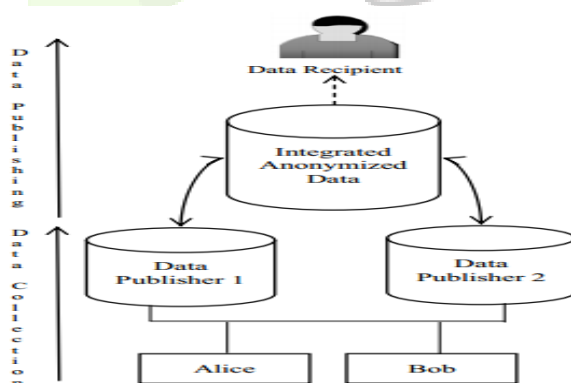 Data Recipient
Data Publishing
Integrated
Anonymized
Data
Data
Publisher 1
Data
Publisher 2
Data Collection
Alice
Bob